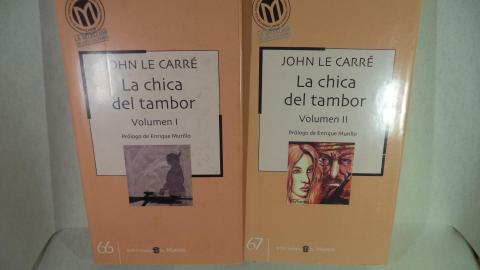 JOHN LE CARRÉ
La chica
del tambor
Volumen I
Prólogo de Enrique Murillo
66
JOHN LE CARRÉ
La chica
del tambor
Volumen II
Prólogo de Enrique Murillo
67